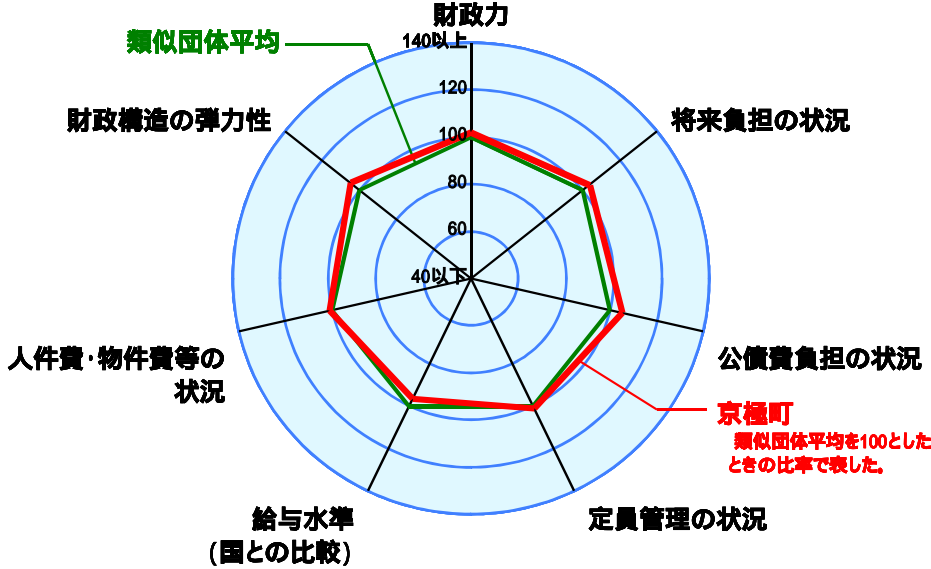 財政力
類似団体平均
140以上
120
100
80
60
40以下
財政構造の弾力性
将来負担の状況
人件費・物件費等の
状況
公債費負担の状況
京極町
類似団体平均を100とした
ときの比率で表した。
給与水準
(国との比較)
定員管理の状況